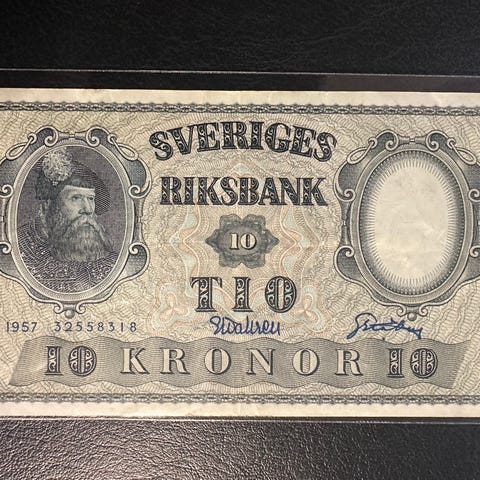 SVERIGES
RIKSBANK
10
TIO
1957 32558318
10 KRONOR 10